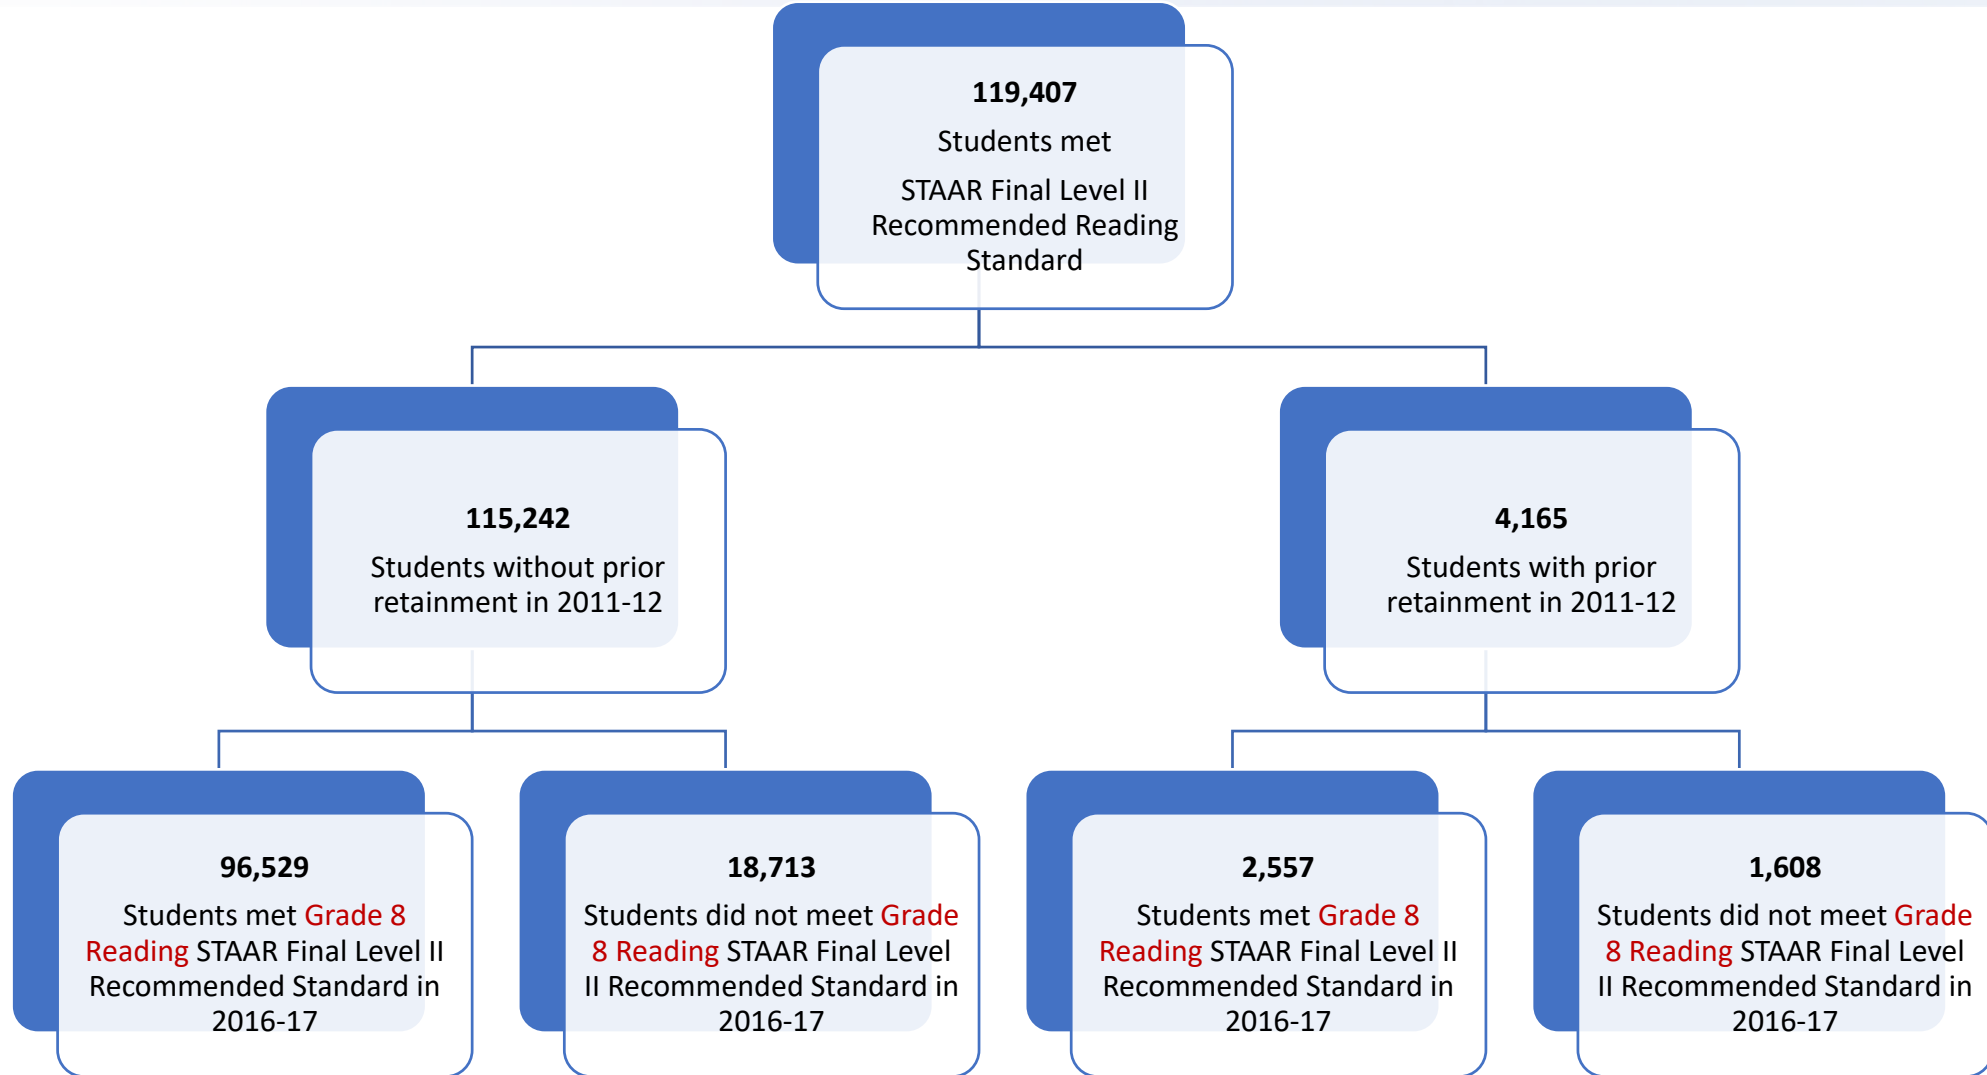 119,407
Students met
STAAR Final Level II
Recommended Reading
Standard
115,242
Students without prior
retainment in 2011-12
4,165
Students with prior
retainment in 2011-12
96,529
Students met Grade 8
Reading STAAR Final Level II
Recommended Standard in
2016-17
18,713
Students did not meet Grade
8 Reading STAAR Final Level
II Recommended Standard in
2016-17
2,557
Students met Grade 8
Reading STAAR Final Level II
Recommended Standard in
2016-17
1,608
Students did not meet Grade
8 Reading STAAR Final Level
II Recommended Standard in
2016-17